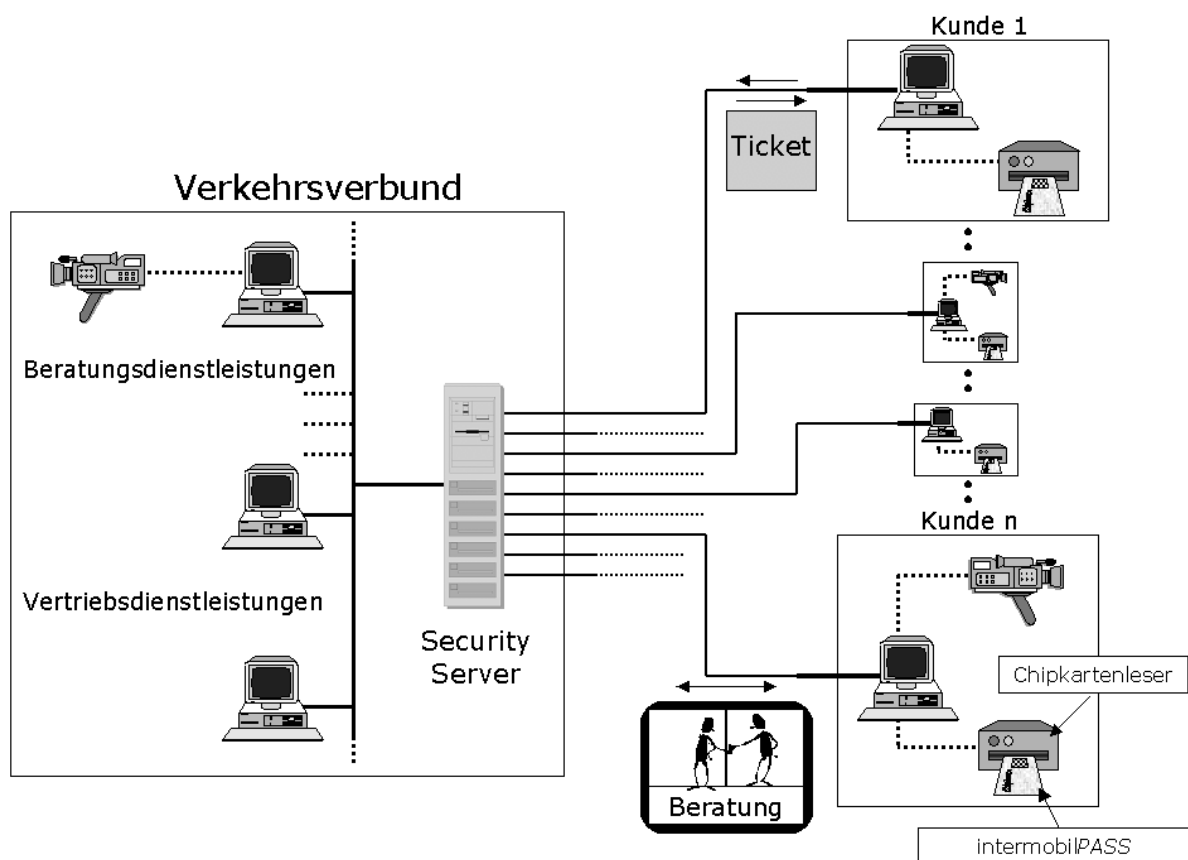 Kunde 1
Ticket
Verkehrsverbund
Beratungsdienstleistungen
Kunde n
Vertriebsdienstleistungen
Security
Server
Chipkartenleser
Beratung
intermobilPASS